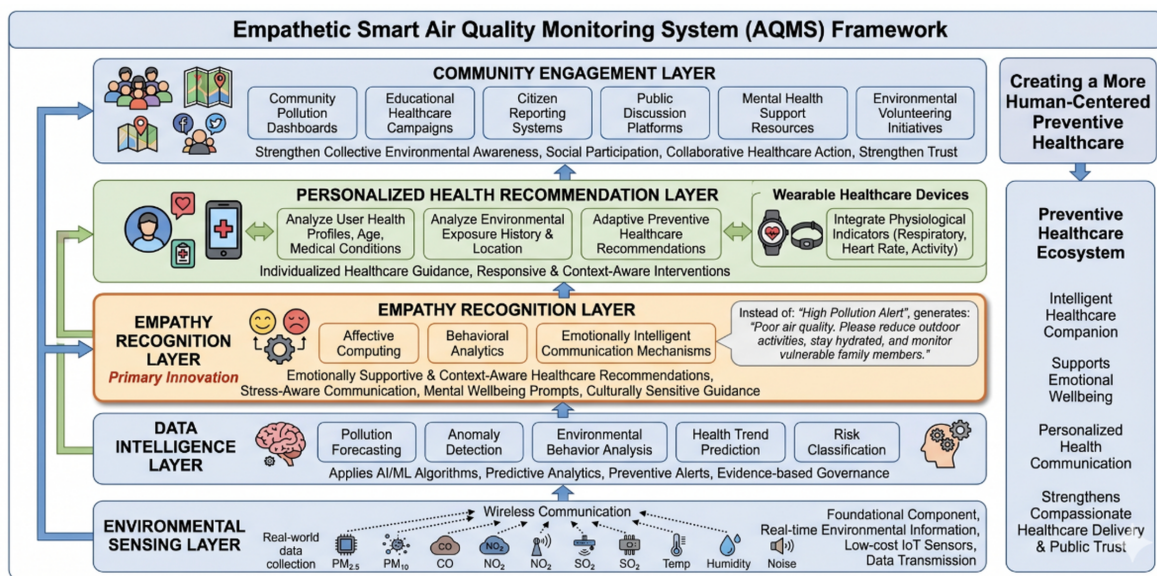 Empathetic Smart Air Quality Monitoring System (AQMS) Framework
COMMUNITY ENGAGEMENT LAYER
Community
Pollution
Dashboards
Educational
Healthcare
Campaigns
Citizen
Reporting
Systems
Public
Discussion
Platforms
Mental Health
Support
Resources
Environmental
Volunteering
Initiatives
Strengthen Collective Environmental Awareness, Social Participation, Collaborative Healthcare Action, Strengthen Trust
PERSONALIZED HEALTH RECOMMENDATION LAYER
Analyze User Health
Profiles, Age,
Medical Conditions
Analyze Environmental
Exposure History &
Location
Adaptive Preventive
Healthcare
Recommendations
Wearable Healthcare Devices
Integrate Physiological
Indicators (Respiratory,
Heart Rate, Activity)
Individualized Healthcare Guidance, Responsive & Context-Aware Interventions
EMPATHY
RECOGNITION
LAYER
Primary Innovation
EMPATHY RECOGNITION LAYER
Affective
Computing
Behavioral
Analytics
Emotionally Intelligent
Communication Mechanisms
Instead of: "High Pollution Alert", generates:
"Poor air quality. Please reduce outdoor
activities, stay hydrated, and monitor
vulnerable family members."
Emotionally Supportive & Context-Aware Healthcare Recommendations,
Stress-Aware Communication, Mental Wellbeing Prompts, Culturally Sensitive Guidance
DATA
INTELLIGENCE
LAYER
Pollution
Forecasting
Anomaly
Detection
Environmental
Behavior Analysis
Health Trend
Prediction
Risk
Classification
Applies AI/ML Algorithms, Predictive Analytics, Preventive Alerts, Evidence-based Governance
ENVIRONMENTAL
SENSING LAYER
Wireless Communication
Real-world
data
collection
PM2.5
PM10
CO
CO
NO₂
NO₂
NO₂
SO₂
SO₂
Temp
Humidity
Noise
Foundational Component,
Real-time Environmental Information,
Low-cost IoT Sensors,
Data Transmission
Creating a More
Human-Centered
Preventive
Healthcare
Preventive
Healthcare
Ecosystem
Intelligent
Healthcare
Companion
Supports
Emotional
Wellbeing
Personalized
Health
Communication
Strengthens
Compassionate
Healthcare Delivery
& Public Trust